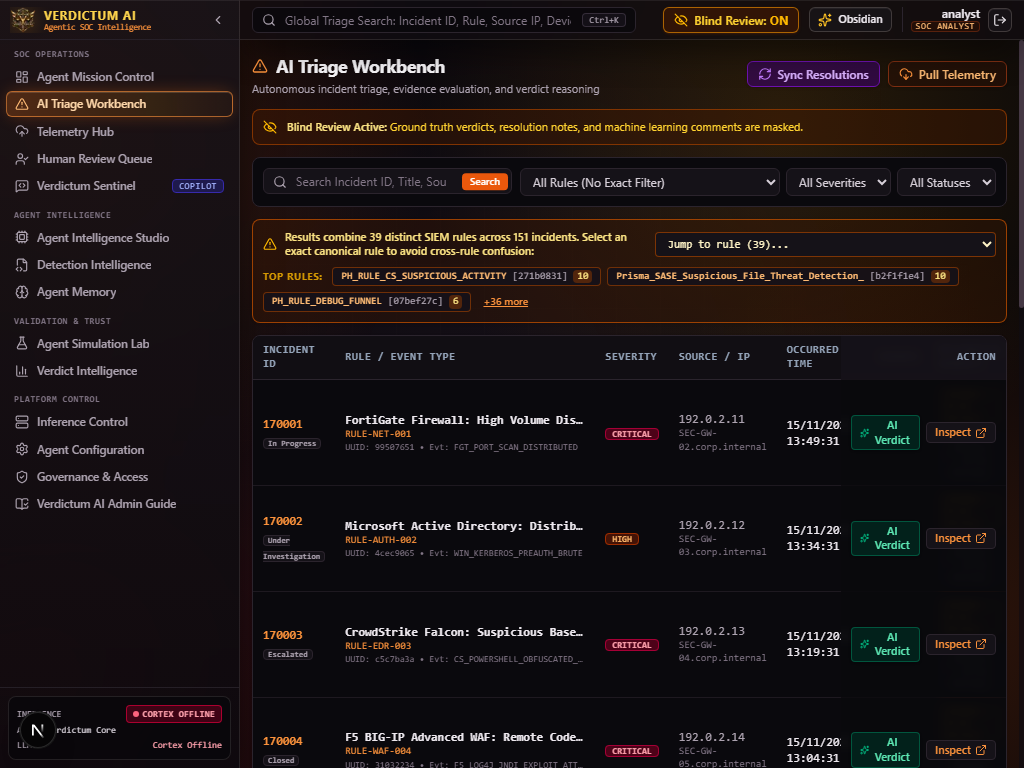 VERDICTUM AI
Agentic SOC Intelligence
Global Triage Search: Incident ID, Rule, Source IP, Devi
Ctrl+K
Blind Review: ON
Obsidian
analyst
SOC ANALYST
SOC OPERATIONS
Agent Mission Control
AI Triage Workbench
Telemetry Hub
Human Review Queue
Verdictum Sentinel
COPILOT
AGENT INTELLIGENCE
Agent Intelligence Studio
Detection Intelligence
Agent Memory
VALIDATION & TRUST
Agent Simulation Lab
Verdict Intelligence
PLATFORM CONTROL
Inference Control
Agent Configuration
Governance & Access
Verdictum AI Admin Guide
CORTEX OFFLINE
rdictum Core
Cortex Offline
N
AI Triage Workbench
Autonomous incident triage, evidence evaluation, and verdict reasoning
Sync Resolutions
Pull Telemetry
Blind Review Active: Ground truth verdicts, resolution notes, and machine learning comments are masked.
Search Incident ID, Title, Sou
Search
All Rules (No Exact Filter)
All Severities
All Statuses
Results combine 39 distinct SIEM rules across 151 incidents. Select an
exact canonical rule to avoid cross-rule confusion:
Jump to rule (39)...
TOP RULES:
PH_RULE_CS_SUSPICIOUS_ACTIVITY [271b0831] 10
Prisma_SASE_Suspicious_File_Threat_Detection_ [b2f1f1e4] 10
PH_RULE_DEBUG_FUNNEL [07bef27c] 6
+36 more
INCIDENT ID
RULE / EVENT TYPE
SEVERITY
SOURCE / IP
OCCURRED TIME
ACTION
170001
In Progress
FortiGate Firewall: High Volume Dis…
RULE-NET-001
UUID: 99507651 • Evt: FGT_PORT_SCAN_DISTRIBUTED
CRITICAL
192.0.2.11
SEC-GW-
02.corp.internal
15/11/202
13:49:31
AI Verdict
Inspect
170002
Under
Investigation
Microsoft Active Directory: Distrib…
RULE-AUTH-002
UUID: 4cec9065 • Evt: WIN_KERBEROS_PREAUTH_BRUTE
HIGH
192.0.2.12
SEC-GW-
03.corp.internal
15/11/202
13:34:31
AI Verdict
Inspect
170003
Escalated
CrowdStrike Falcon: Suspicious Base…
RULE-EDR-003
UUID: c5c7ba3a • Evt: CS_POWERSHELL_OBFUSCATED_…
CRITICAL
192.0.2.13
SEC-GW-
04.corp.internal
15/11/202
13:19:31
AI Verdict
Inspect
170004
Closed
F5 BIG-IP Advanced WAF: Remote Code…
RULE-WAF-004
UUID: 31032234 • Evt: F5_LOG4J_JNDI_EXPLOIT_ATT…
CRITICAL
192.0.2.14
SEC-GW-
05.corp.internal
15/11/202
13:04:31
AI Verdict
Inspect